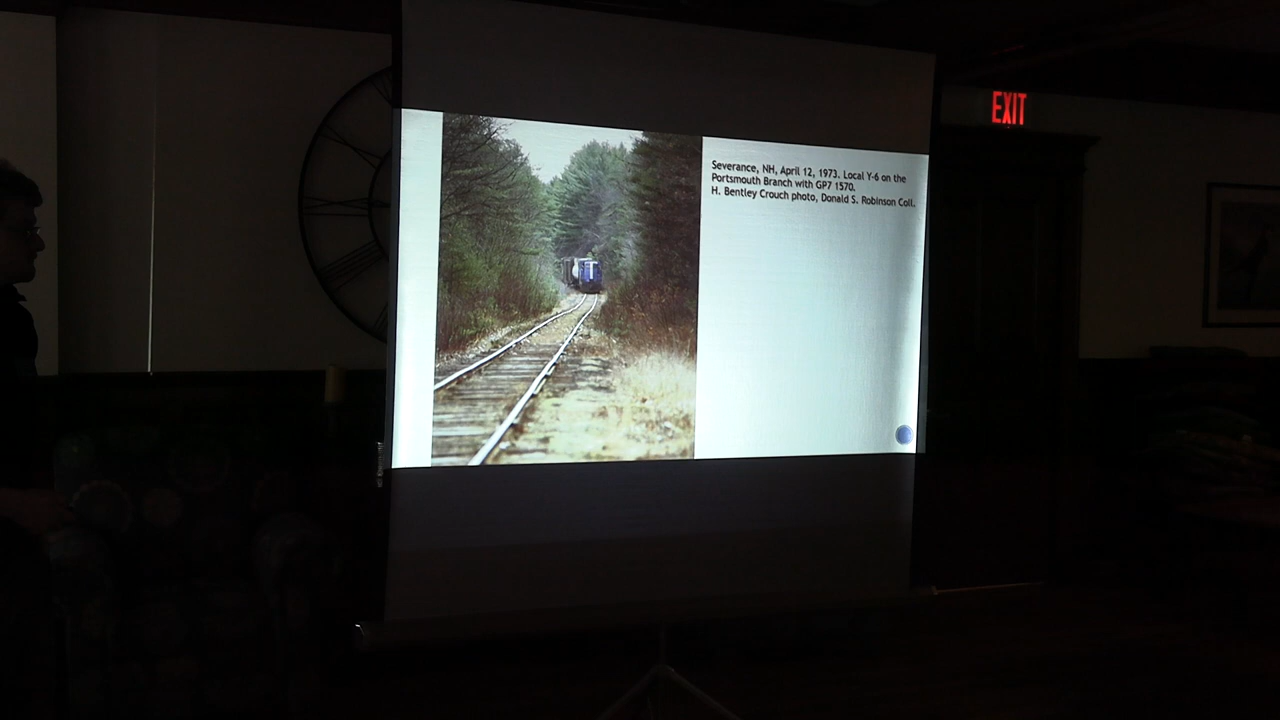 EXIT
Severance, NH, April 12, 1973. Local Y-6 on the
Portsmouth Branch with GP7 1570.
H. Bentley Crouch photo, Donald S. Robinson Coll.